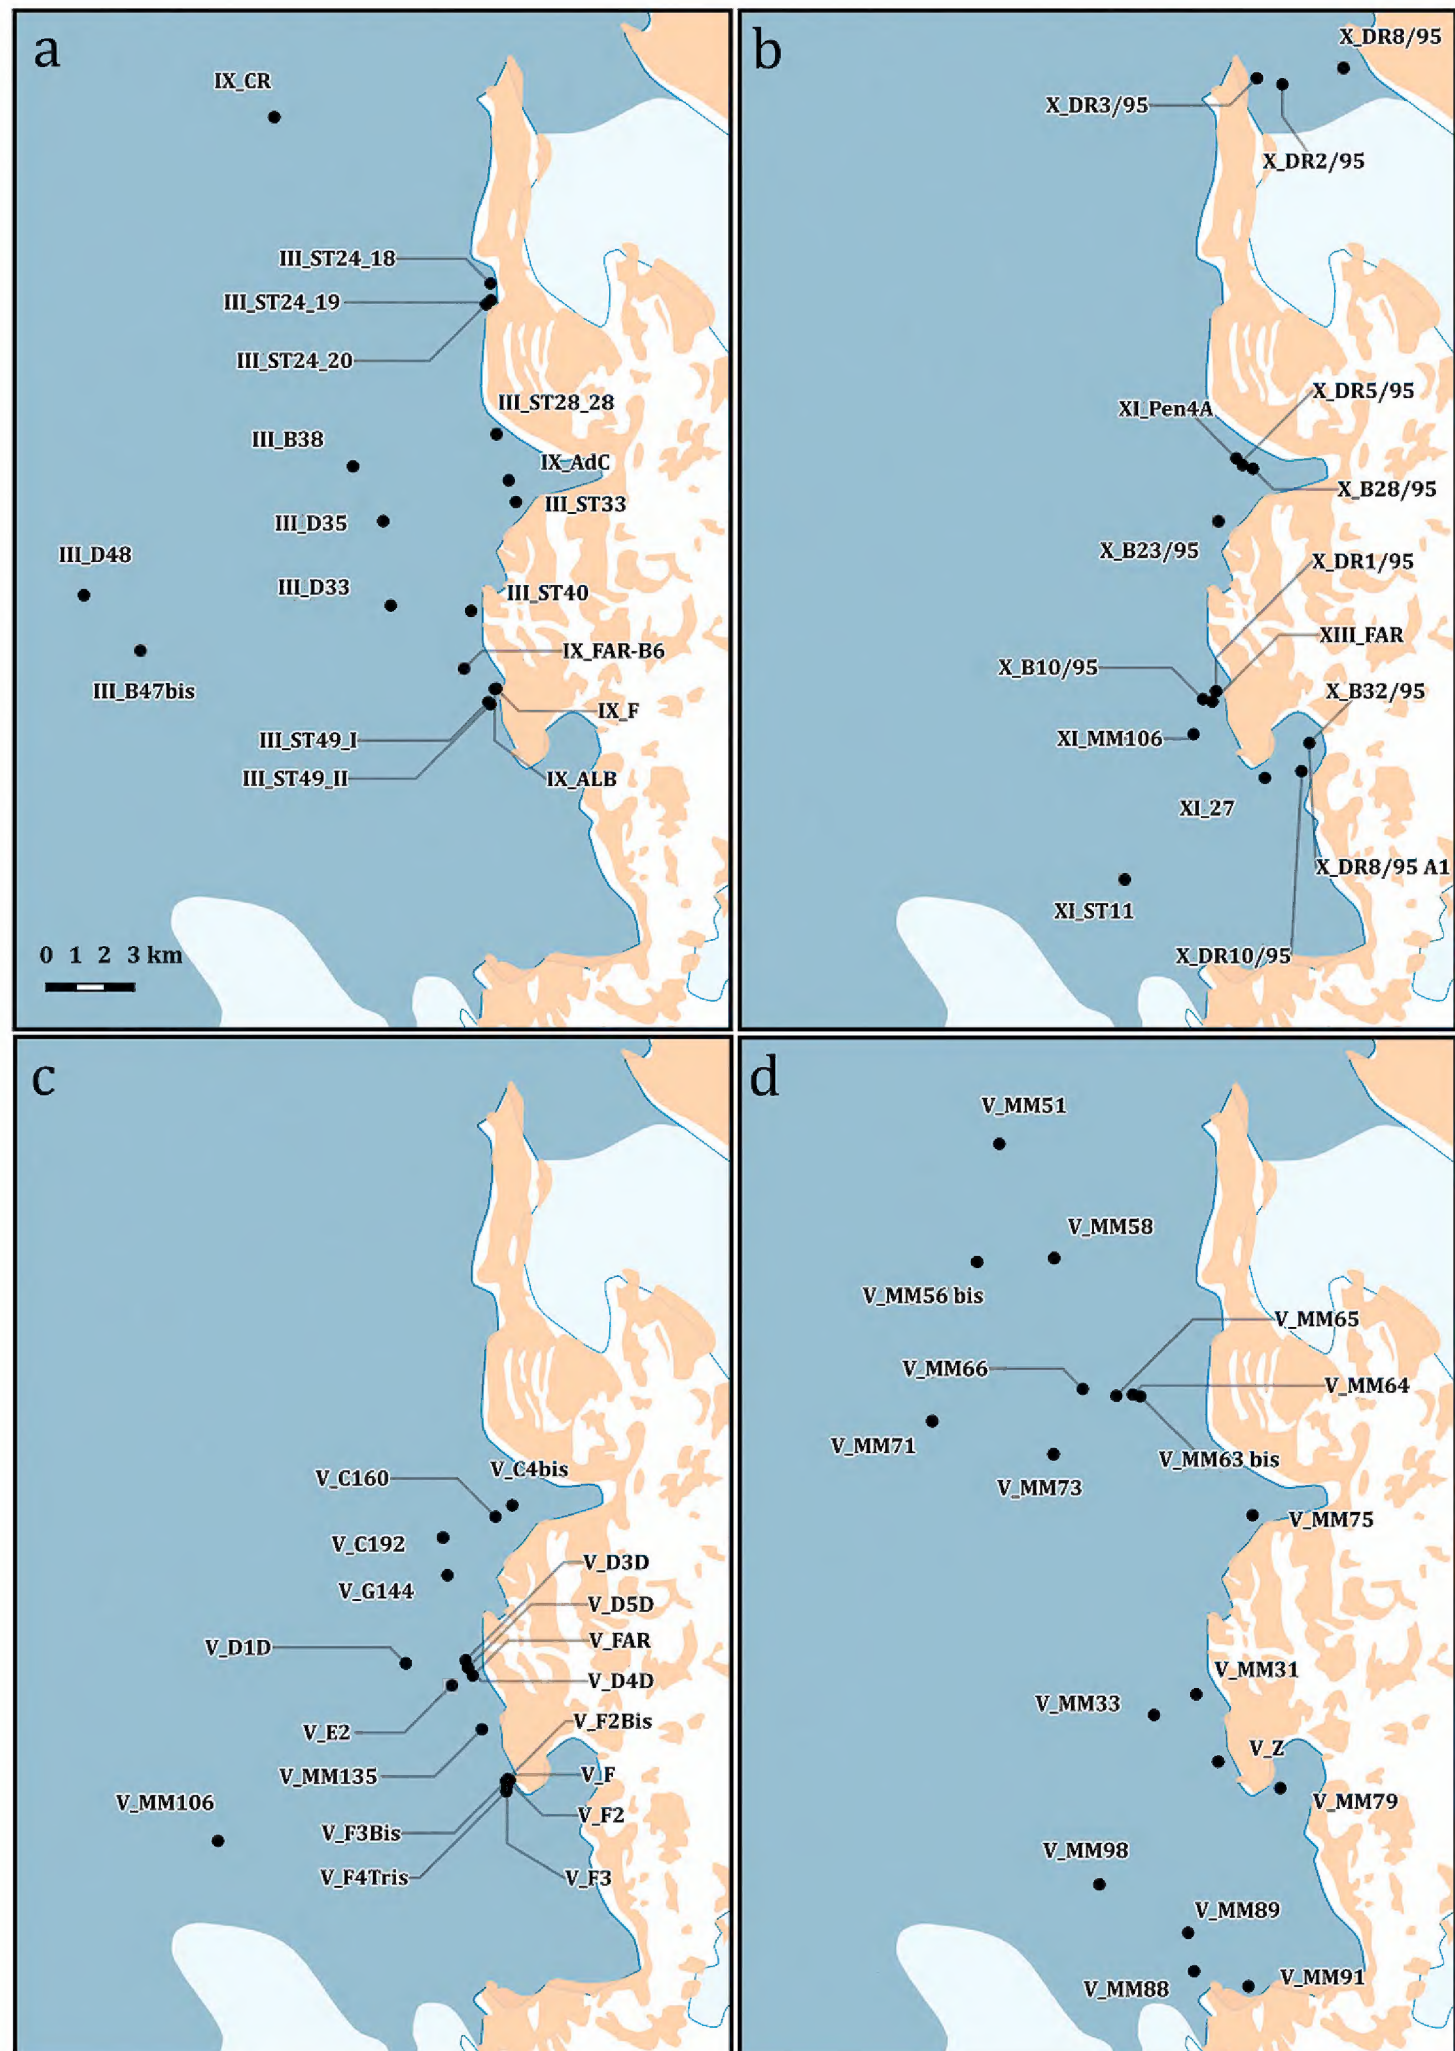 a
IX_CR
III_ST24_18
III_ST24_19
III_ST24_20
III_ST28_28
III_B38
IX_AdC
III_ST33
III_D35
III_D48
III_D33
III_ST40
IX_FAR-B6
III_B47bis
IX_F
III_ST49_I
III_ST49_II
IX_ALB
0 1 2 3 km
b
X_DR8/95
X_DR3/95
X_DR2/95
X_DR5/95
XI_Pen4A
X_B28/95
X_B23/95
X_DR1/95
XIII_FAR
X_B10/95
X_B32/95
XI_MM106
XI_27
X_DR8/95 A1
XI_ST11
X_DR10/95
c
V_C4bis
V_C160
V_C192
V_D3D
V_G144
V_D5D
V_FAR
V_D1D
V_D4D
V_F2Bis
V_E2
V_F
V_MM135
V_MM106
V_F2
V_F3Bis
V_F4Tris
V_F3
d
V_MM51
V_MM58
V_MM56 bis
V_MM65
V_MM66
V_MM64
V_MM71
V_MM63 bis
V_MM73
V_MM75
V_MM31
V_MM33
V_Z
V_MM79
V_MM98
V_MM89
V_MM88
V_MM91